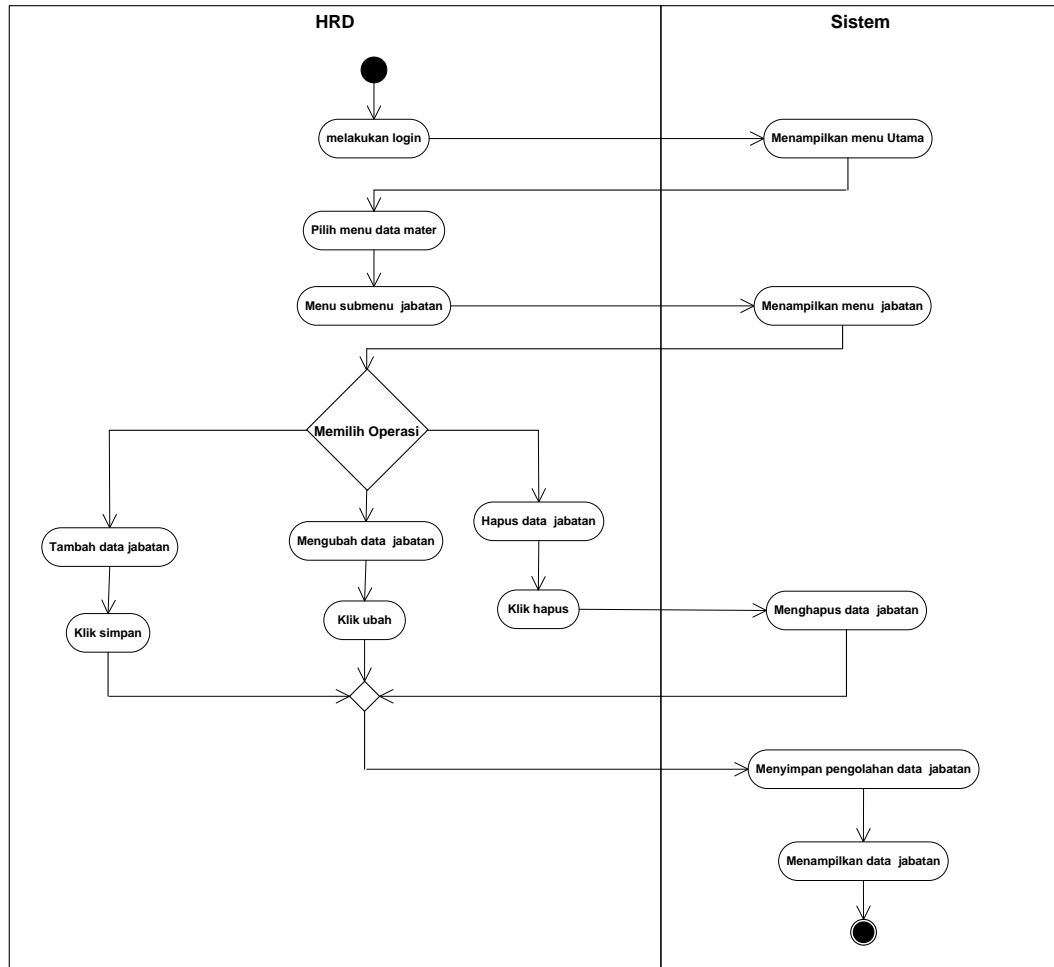 HRD
Sistem
melakukan login
Menampilkan menu Utama
Pilih menu data mater
Menu submenu jabatan
Menampilkan menu jabatan
Memilih Operasi
Tambah data jabatan
Mengubah data jabatan
Hapus data jabatan
Klik simpan
Klik ubah
Klik hapus
Menghapus data jabatan
Menyimpan pengolahan data jabatan
Menampilkan data jabatan